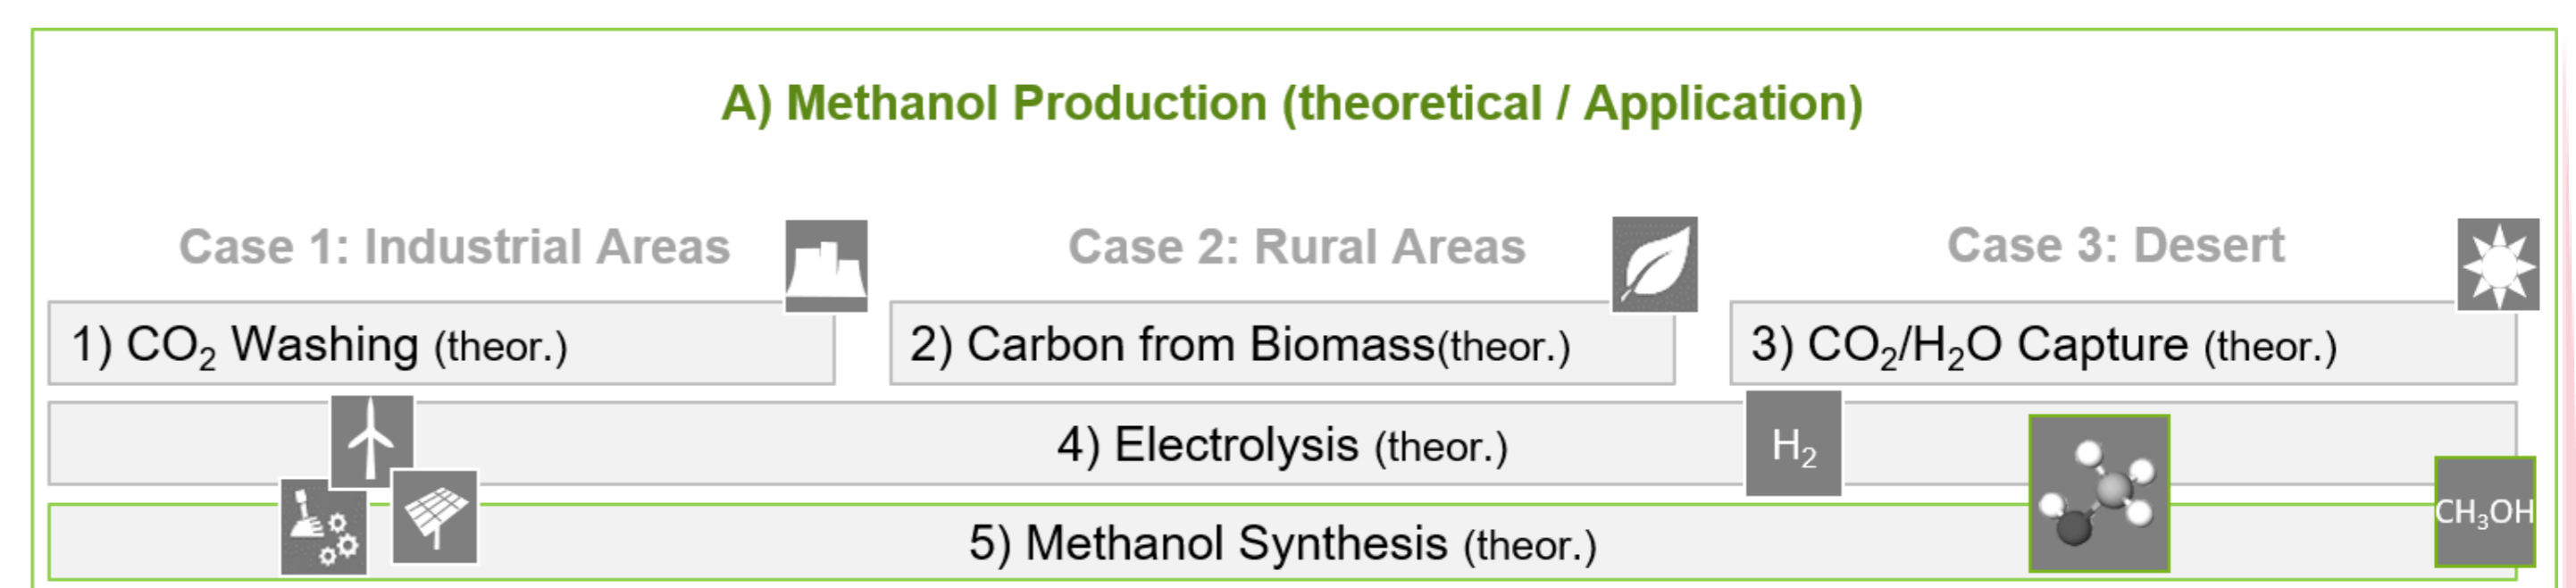 A) Methanol Production (theoretical / Application)
Case 1: Industrial Areas
Case 2: Rural Areas
Case 3: Desert
1) CO₂ Washing (theor.)
2) Carbon from Biomass(theor.)
3) CO₂/H₂O Capture (theor.)
4) Electrolysis (theor.)
H₂
5) Methanol Synthesis (theor.)
CH₃OH